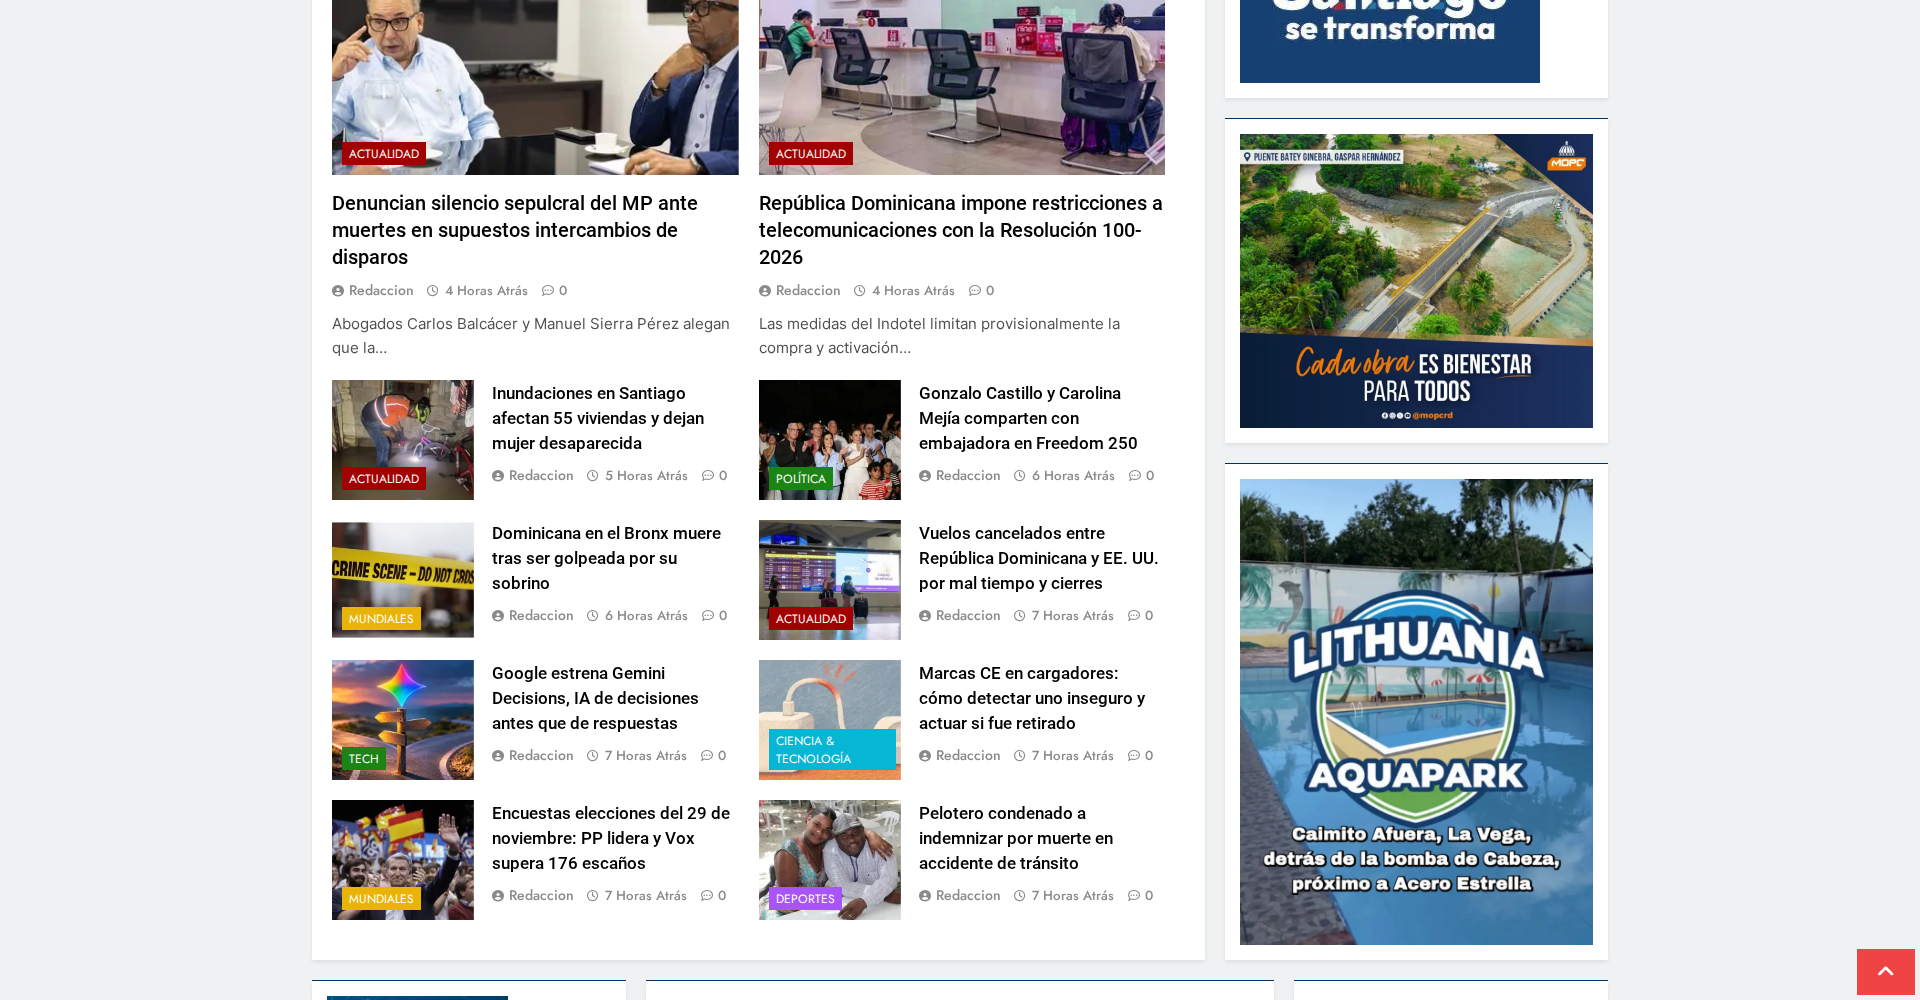 Santiago
se transforma
ACTUALIDAD
Denuncian silencio sepulcral del MP ante
muertes en supuestos intercambios de
disparos
Redaccion 4 Horas Atrás 0
Abogados Carlos Balcácer y Manuel Sierra Pérez alegan
que la...
ACTUALIDAD
República Dominicana impone restricciones a
telecomunicaciones con la Resolución 100-
2026
Redaccion 4 Horas Atrás 0
Las medidas del Indotel limitan provisionalmente la
compra y activación...
ACTUALIDAD
Inundaciones en Santiago
afectan 55 viviendas y dejan
mujer desaparecida
Redaccion 5 Horas Atrás 0
POLÍTICA
Gonzalo Castillo y Carolina
Mejía comparten con
embajadora en Freedom 250
Redaccion 6 Horas Atrás 0
CRIME SCENE – DO NOT CROS
MUNDIALES
Dominicana en el Bronx muere
tras ser golpeada por su
sobrino
Redaccion 6 Horas Atrás 0
ACTUALIDAD
Vuelos cancelados entre
República Dominicana y EE. UU.
por mal tiempo y cierres
Redaccion 7 Horas Atrás 0
TECH
Google estrena Gemini
Decisions, IA de decisiones
antes que de respuestas
Redaccion 7 Horas Atrás 0
CIENCIA &
TECNOLOGÍA
Marcas CE en cargadores:
cómo detectar uno inseguro y
actuar si fue retirado
Redaccion 7 Horas Atrás 0
MUNDIALES
Encuestas elecciones del 29 de
noviembre: PP lidera y Vox
supera 176 escaños
Redaccion 7 Horas Atrás 0
DEPORTES
Pelotero condenado a
indemnizar por muerte en
accidente de tránsito
Redaccion 7 Horas Atrás 0
PUENTE BATEY GINEBRA, GASPAR HERNÁNDEZ
MOPC
Cada obra ES BIENESTAR
PARA TODOS
@mopcrd
LITHUANIA
AQUAPARK
Caimito Afuera, La Vega,
detrás de la bomba de Cabeza,
próximo a Acero Estrella